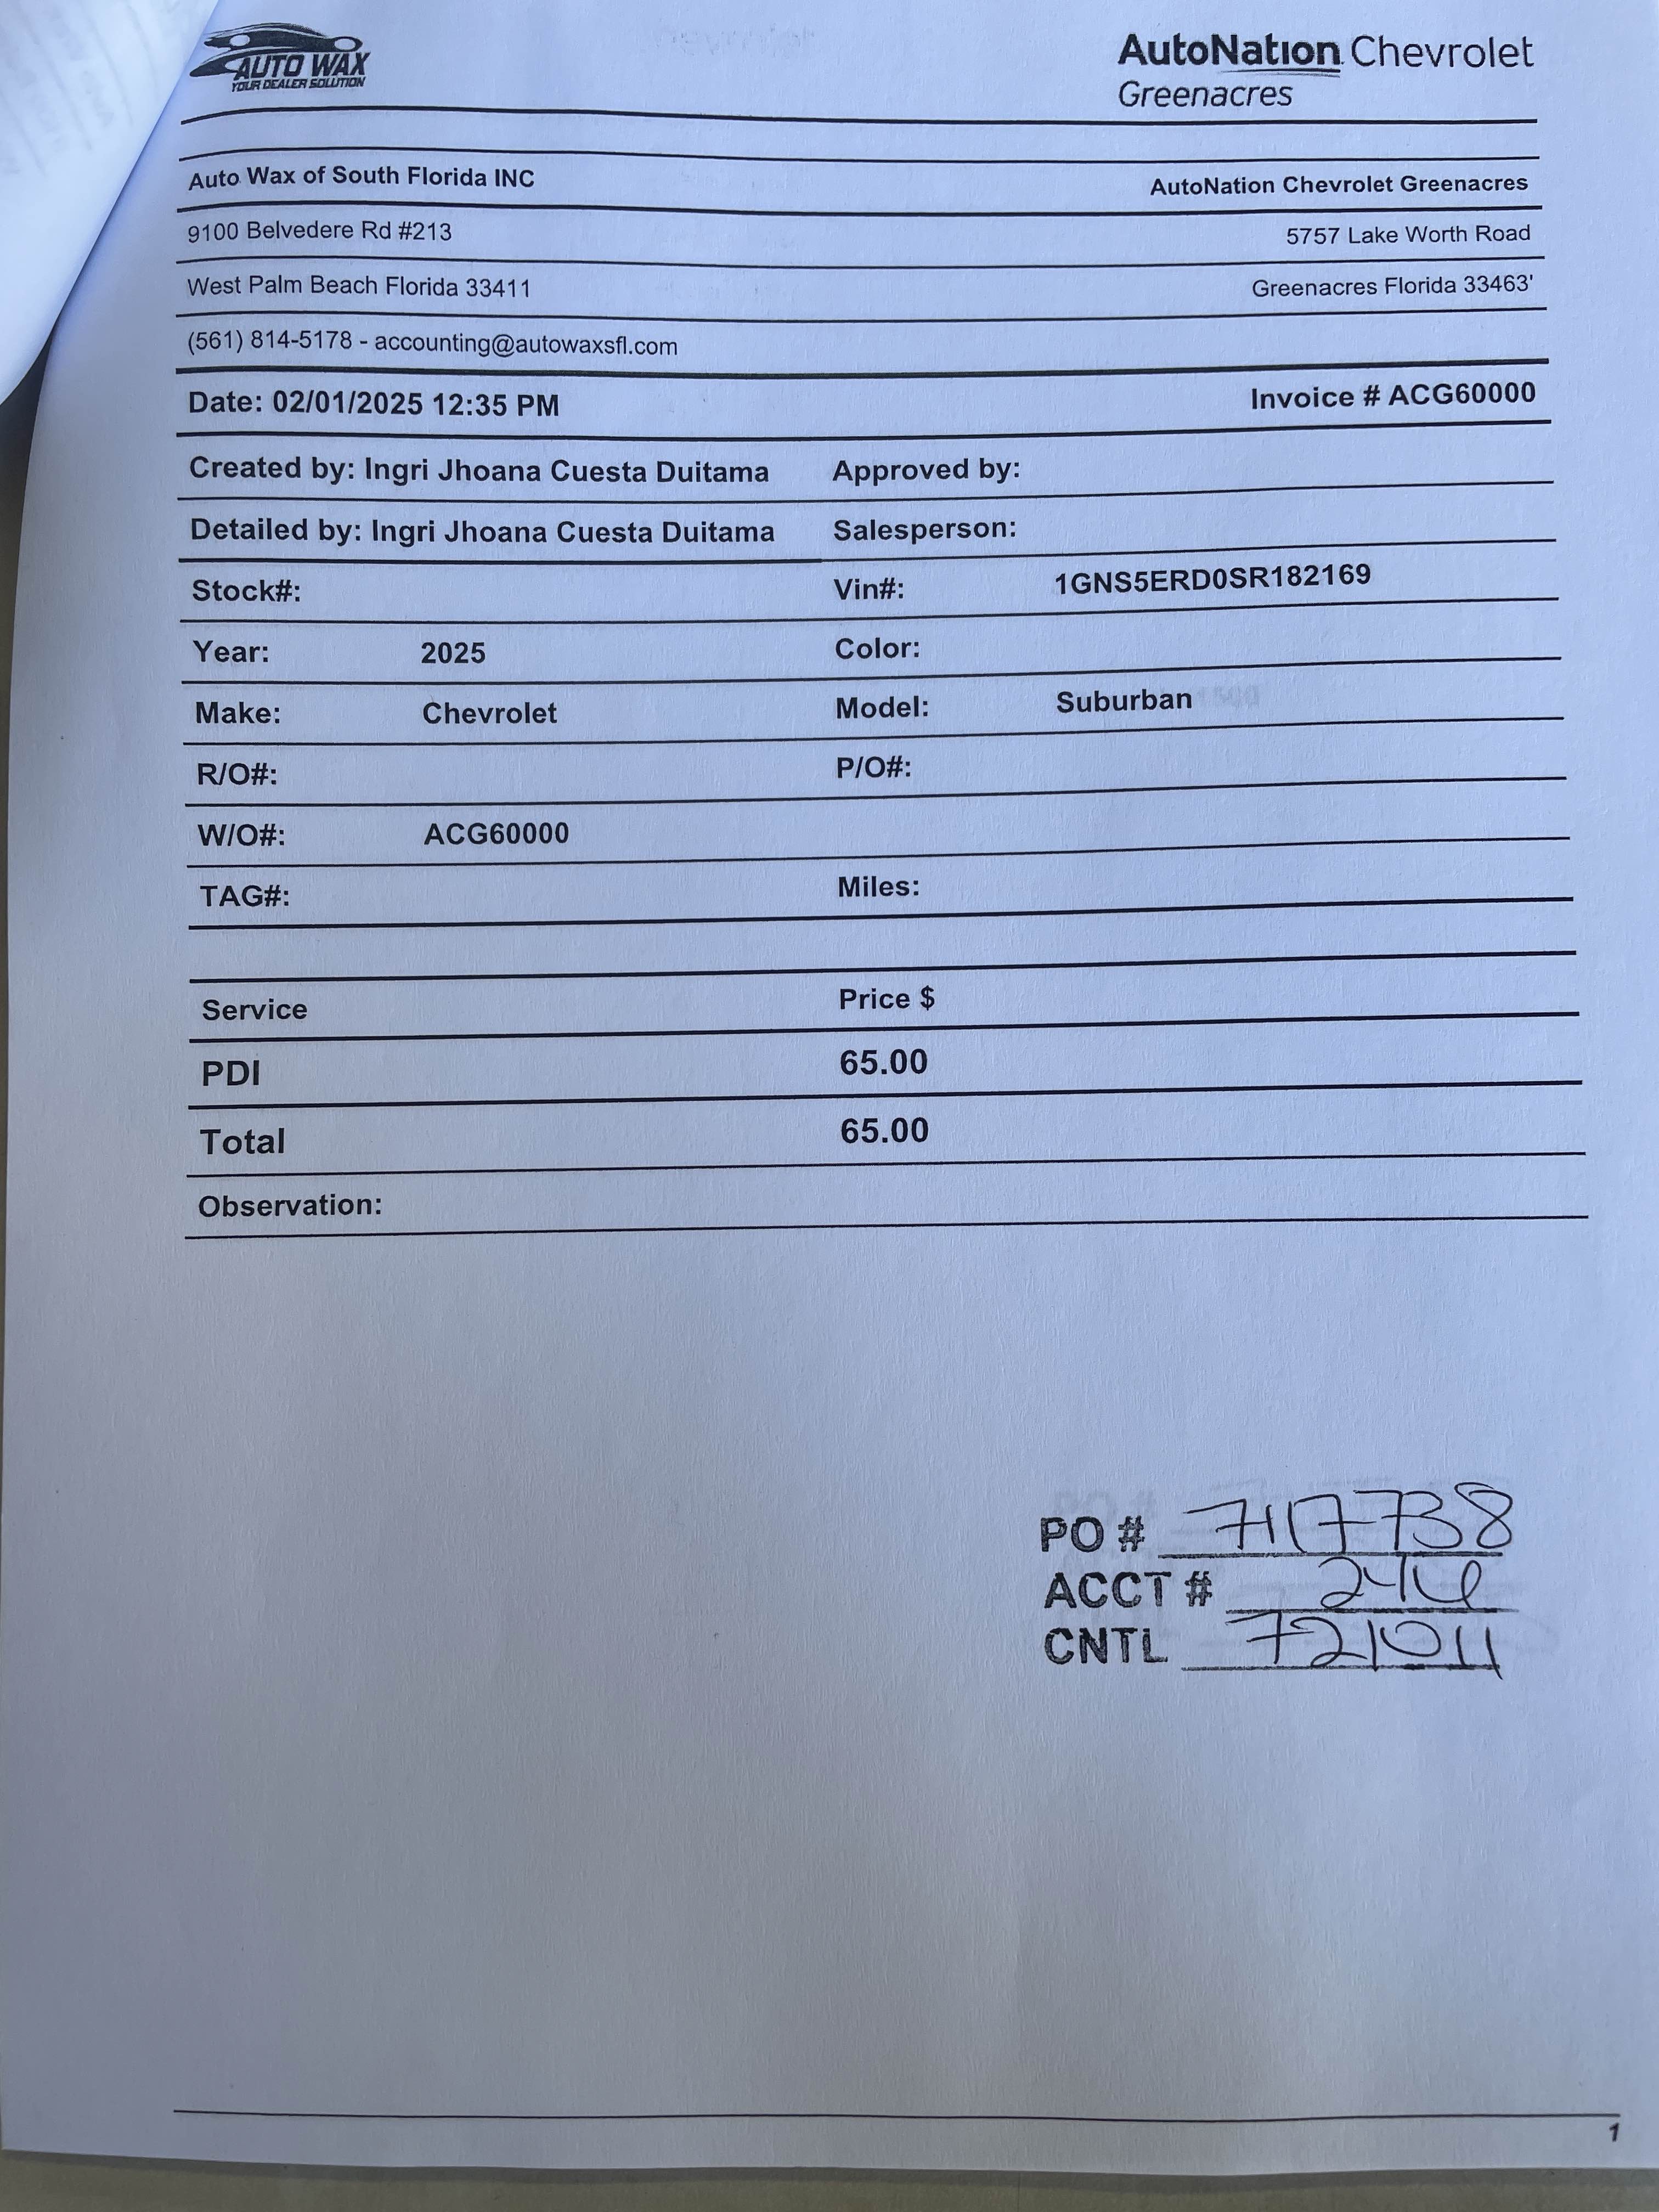 AUTO WAX
YOUR DEALER SOLUTION
AutoNation Chevrolet
Greenacres
Auto Wax of South Florida INC
AutoNation Chevrolet Greenacres
9100 Belvedere Rd #213
5757 Lake Worth Road
West Palm Beach Florida 33411
Greenacres Florida 33463'
(561) 814-5178 - accounting@autowaxsfl.com
Date: 02/01/2025 12:35 PM
Invoice # ACG60000
Created by: Ingri Jhoana Cuesta Duitama Approved by:
Detailed by: Ingri Jhoana Cuesta Duitama Salesperson:
Stock#: Vin#: 1GNS5ERD0SR182169
Year: 2025 Color:
Make: Chevrolet Model: Suburban
R/O#: P/O#:
W/O#: ACG60000
TAG#: Miles:
Service Price $
PDI 65.00
Total 65.00
Observation:
PO # 717738
ACCT #
CNTL 721011
1